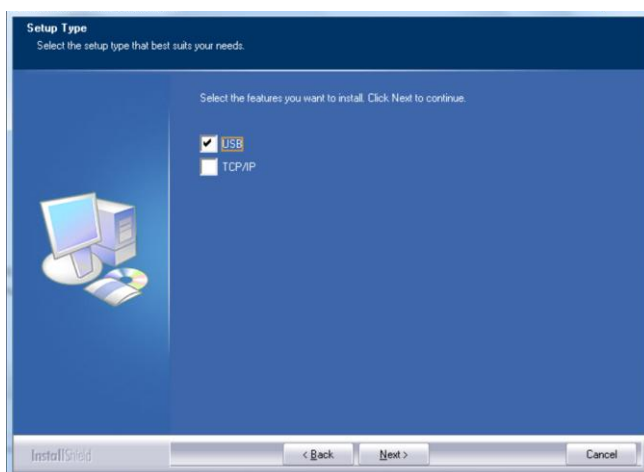 Setup Type
Select the setup type that best suits your needs.
Select the features you want to install. Click Next to continue.
USB
TCP/IP
InstallShield
< Back
Next >
Cancel